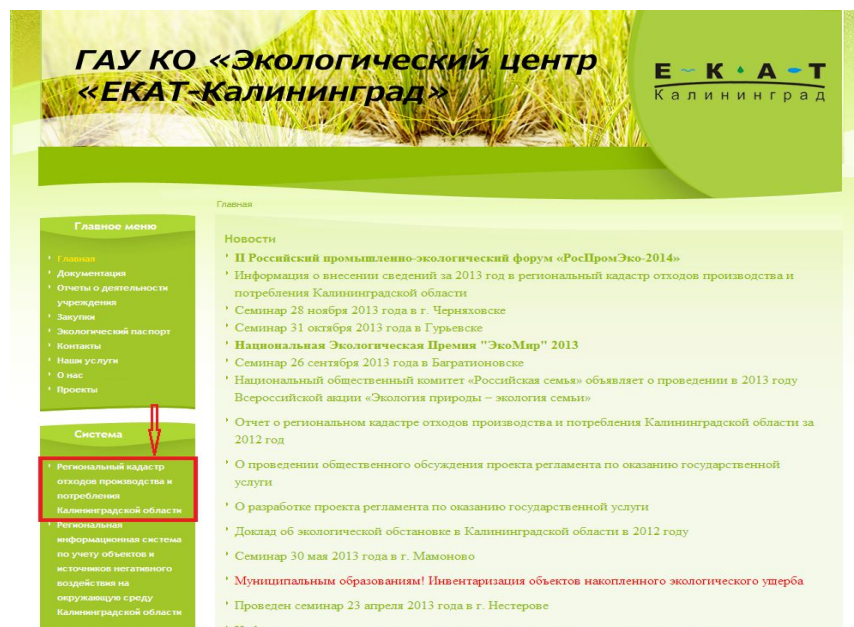 ГАУ КО «Экологический центр
«ЕКАТ-Калининград»
Е К А Т
Калининград
Главная
Главное меню
Главная
Документация
Отчеты о деятельности
учреждения
Закупки
Экологический паспорт
Контакты
Наши услуги
О нас
Проекты
Система
Региональный кадастр
отходов производства и
потребления
Калининградской области
Региональная
информационная система
по учету объектов и
источников негативного
воздействия на
окружающую среду
Калининградской области
Новости
II Российский промышленно-экологический форум «РосПромЭко-2014»
Информация о внесении сведений за 2013 год в региональный кадастр отходов производства и
потребления Калининградской области
Семинар 28 ноября 2013 года в г. Черняховске
Семинар 31 октября 2013 года в Гурьевске
Национальная Экологическая Премия "ЭкоМир" 2013
Семинар 26 сентября 2013 года в Багратионовске
Национальный общественный комитет «Российская семья» объявляет о проведении в 2013 году
Всероссийской акции «Экология природы – экология семьи»
Отчет о региональном кадастре отходов производства и потребления Калининградской области за
2012 год
О проведении общественного обсуждения проекта регламента по оказанию государственной
услуги
О разработке проекта регламента по оказанию государственной услуги
Доклад об экологической обстановке в Калининградской области в 2012 году
Семинар 30 мая 2013 года в г. Мамоново
Муниципальным образованиям! Инвентаризация объектов накопленного экологического ущерба
Проведен семинар 23 апреля 2013 года в г. Нестерове